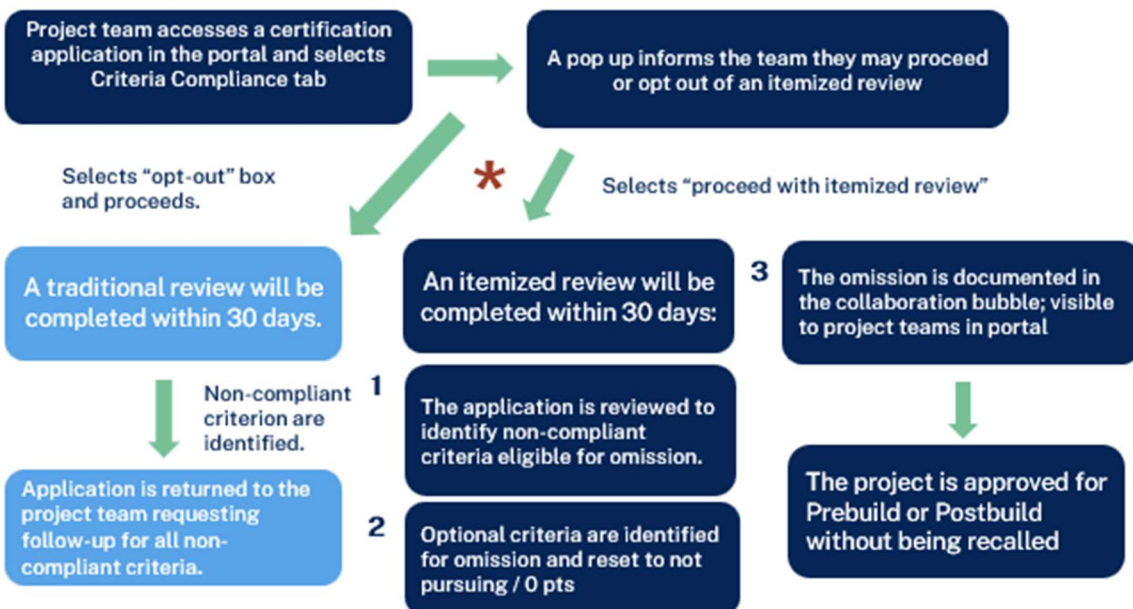 Project team accesses a certification
application in the portal and selects
Criteria Compliance tab
A pop up informs the team they may proceed
or opt out of an itemized review
Selects “opt-out” box
and proceeds.
*
Selects “proceed with itemized review”
A traditional review will be
completed within 30 days.
An itemized review will be
completed within 30 days:
3
The omission is documented in
the collaboration bubble; visible
to project teams in portal
Non-compliant
criterion are
identified.
1
The application is reviewed to
identify non-compliant
criteria eligible for omission.
Application is returned to the
project team requesting
follow-up for all non-
compliant criteria.
2
Optional criteria are identified
for omission and reset to not
pursuing / 0 pts
The project is approved for
Prebuild or Postbuild
without being recalled